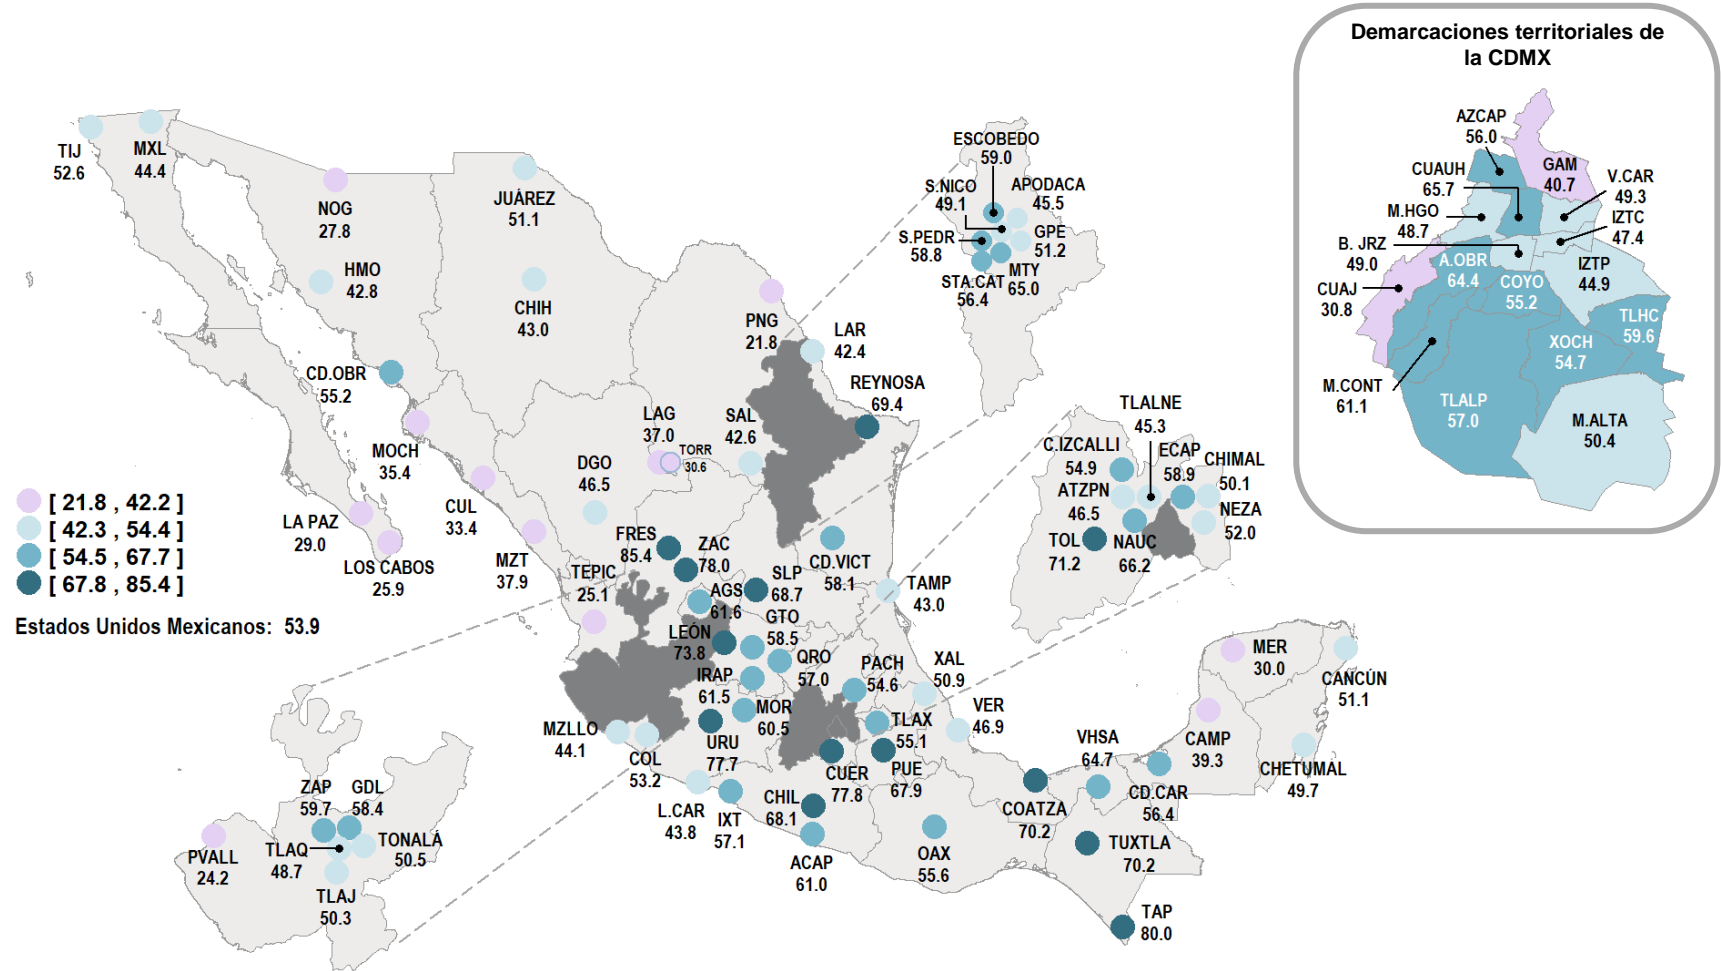 Demarcaciones territoriales de
la CDMX
AZCAP
56.0
CUAUH
65.7
GAM
40.7
V.CAR
49.3
M.HGO
48.7
IZTC
47.4
B. JRZ
49.0
A.OBR
64.4
IZTP
44.9
COYO
55.2
CUAJ
30.8
TLHC
59.6
XOCH
54.7
M.CONT
61.1
TLALP
57.0
M.ALTA
50.4
TIJ
52.6
MXL
44.4
NOG
27.8
JUÁREZ
51.1
HMO
42.8
CHIH
43.0
ESCOBEDO
59.0
S.NICO
49.1
APODACA
45.5
S.PEDR
58.8
GPE
51.2
STA.CAT
56.4
MTY
65.0
PNG
21.8
LAR
42.4
CD.OBR
55.2
REYNOSA
69.4
MOCH
35.4
LAG
37.0
TORR
30.6
SAL
42.6
DGO
46.5
TLALNE
45.3
C.IZCALLI
54.9
ECAP
58.9
CHIMAL
50.1
ATZPN
46.5
NEZA
52.0
TOL
71.2
NAUC
66.2
[ 21.8 , 42.2 ]
[ 42.3 , 54.4 ]
[ 54.5 , 67.7 ]
[ 67.8 , 85.4 ]
Estados Unidos Mexicanos: 53.9
LA PAZ
29.0
LOS CABOS
25.9
CUL
33.4
MZT
37.9
FRES
85.4
ZAC
78.0
CD.VICT
58.1
TEPIC
25.1
AGS
61.6
SLP
68.7
TAMP
43.0
LEÓN
73.8
GTO
58.5
QRO
57.0
IRAP
61.5
PACH
54.6
XAL
50.9
MER
30.0
CANCÚN
51.1
MZLLO
44.1
COL
53.2
URU
77.7
MOR
60.5
TLAX
55.1
VER
46.9
CUER
77.8
PUE
67.9
VHSA
64.7
CAMP
39.3
CHETUMAL
49.7
CD.CAR
56.4
L.CAR
43.8
IXT
57.1
CHIL
68.1
ACAP
61.0
OAX
55.6
COATZA
70.2
TUXTLA
70.2
TAP
80.0
ZAP
59.7
GDL
58.4
TONALÁ
50.5
PVALL
24.2
TLAQ
48.7
TLAJ
50.3